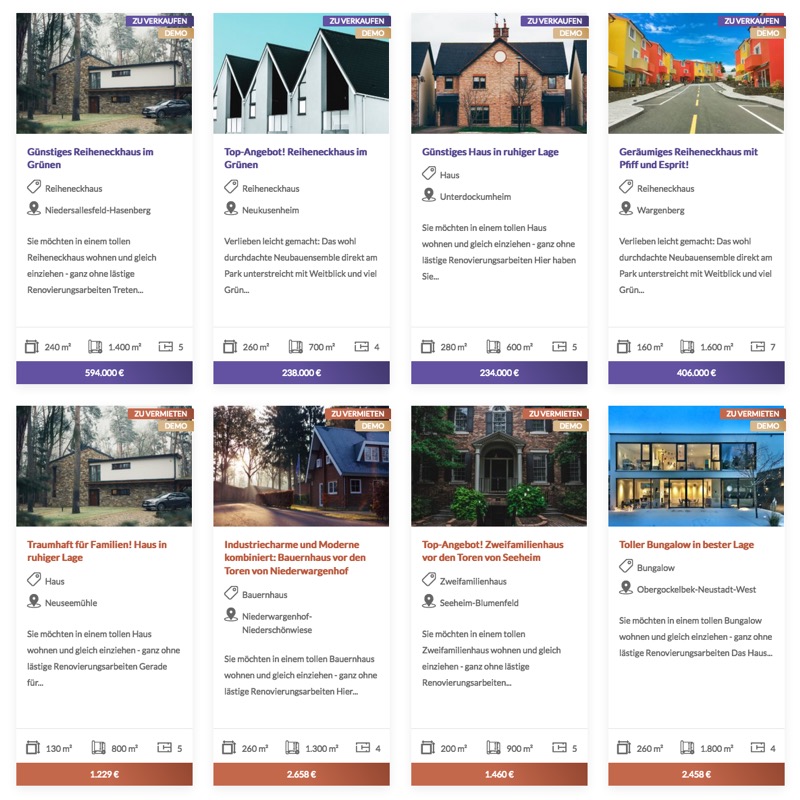 ZU VERKAUFEN
DEMO
Günstiges Reiheneckhaus im
Grünen
Reiheneckhaus
Niedersallesfeld-Hasenberg
Sie möchten in einem tollen
Reiheneckhaus wohnen und gleich
einziehen - ganz ohne lästige
Renovierungsarbeiten Treten...
240 m² 1.400 m² 5
594.000 €
ZU VERKAUFEN
DEMO
Top-Angebot! Reiheneckhaus im
Grünen
Reiheneckhaus
Neukusenheim
Verlieben leicht gemacht: Das wohl
durchdachte Neubauensemble direkt am
Park unterstreicht mit Weitblick und viel
Grün...
260 m² 700 m² 4
238.000 €
ZU VERKAUFEN
DEMO
Günstiges Haus in ruhiger Lage
Haus
Unterdockumheim
Sie möchten in einem tollen Haus
wohnen und gleich einziehen - ganz ohne
lästige Renovierungsarbeiten Hier haben
Sie...
280 m² 600 m² 5
234.000 €
ZU VERKAUFEN
DEMO
Geräumiges Reiheneckhaus mit
Pfiff und Esprit!
Reiheneckhaus
Wargenberg
Verlieben leicht gemacht: Das wohl
durchdachte Neubauensemble direkt am
Park unterstreicht mit Weitblick und viel
Grün...
160 m² 1.600 m² 7
406.000 €
ZU VERMIETEN
DEMO
Traumhaft für Familien! Haus in
ruhiger Lage
Haus
Neuseemühle
Sie möchten in einem tollen Haus
wohnen und gleich einziehen - ganz ohne
lästige Renovierungsarbeiten Gerade
für...
130 m² 800 m² 5
1.229 €
ZU VERMIETEN
DEMO
Industriecharme und Moderne
kombiniert: Bauernhaus vor den
Toren von Niederwargenhof
Bauernhaus
Niederwargenhof-
Niederschönwiese
Sie möchten in einem tollen Bauernhaus
wohnen und gleich einziehen - ganz ohne
lästige Renovierungsarbeiten Hier...
260 m² 1.300 m² 4
2.658 €
ZU VERMIETEN
DEMO
Top-Angebot! Zweifamilienhaus
vor den Toren von Seeheim
Zweifamilienhaus
Seeheim-Blumenfeld
Sie möchten in einem tollen
Zweifamilienhaus wohnen und gleich
einziehen - ganz ohne lästige
Renovierungsarbeiten...
200 m² 900 m² 5
1.460 €
ZU VERMIETEN
DEMO
Toller Bungalow in bester Lage
Bungalow
Obergockelbek-Neustadt-West
Sie möchten in einem tollen Bungalow
wohnen und gleich einziehen - ganz ohne
lästige Renovierungsarbeiten Das Haus...
260 m² 1.800 m² 4
2.458 €